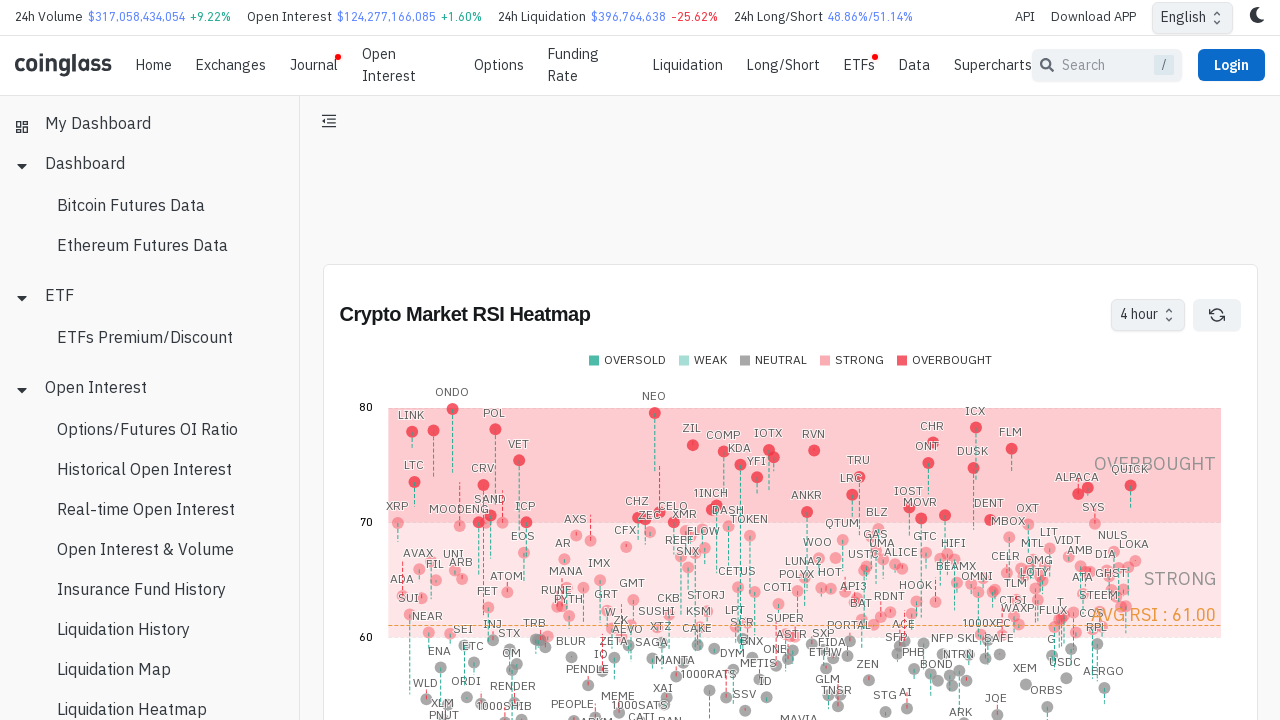 24h Volume $317,058,434,054 +9.22% Open Interest $124,277,166,085 +1.60% 24h Liquidation $396,764,638 -25.62% 24h Long/Short 48.86%/51.14% API Download APP English
coinglass Home Exchanges Journal Open Interest Options Funding Rate Liquidation Long/Short ETFs Data Supercharts Search / Login
My Dashboard
Dashboard
Bitcoin Futures Data
Ethereum Futures Data
ETF
ETFs Premium/Discount
Open Interest
Options/Futures OI Ratio
Historical Open Interest
Real-time Open Interest
Open Interest & Volume
Insurance Fund History
Liquidation History
Liquidation Map
Liquidation Heatmap
Crypto Market RSI Heatmap 4 hour
OVERSOLD WEAK NEUTRAL STRONG OVERBOUGHT
ONDO NEO
80
LINK POL ZIL COMP IOTX RVN ICX CHR FLM
VET KDA ONT DUSK
OVERBOUGHT
LTC CRV YFI TRU LRC ALPACA QUICK
XRP MOODENG SAND ICP CHZ ZEC CELO XMR 1INCH DASH ANKR IOST MOVR DENT SYS
70
EOS AXS CFX REEF FLOW TOKEN QTUM BLZ GAS GTC HIFI MBOX OXT LIT NULS
AVAX UNI FIL ARB AR SNX WOO UMA ALICE MTL VIDT AMB DIA LOKA
ADA ATOM MANA IMX CETUS LUNA2 POLYX HOT BEAMX CELR OMG LQTY ATA GHST
STRONG
SUI FET RUNE PYTH GRT GMT CKB STORJ COTI API3 BAT RDNT HOOK OMNI TLM CTSI STEEM
NEAR INJ W SUSHI KSM LPT SUPER PORTAL ACE 1000XEC WAXP FLUX T COS
AVG RSI : 61.00
60
SEI STX TRB ZK AEVO XTZ CAKE ASTR SXP NFP SKL SAFE G RPL
ENA ETC OM BLUR ZETA SAGA BNX DYM ONE ETHW PHB INTRN
WLD ORDI RENDER PENDLE IO MANTA 1000RATS METIS ID GLM ZEN BOND XEM USDC AERGO
XLM 1000SHIB PEOPLE MEME XAI SSV TNSR STG AI JOE ORBS
PNUT 1000SATS CATI MAVIA ARK